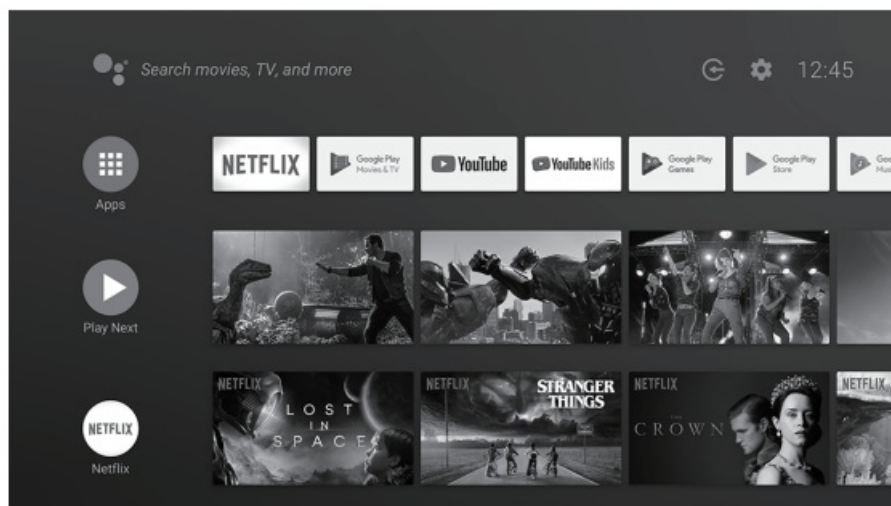 Search movies, TV, and more
12:45
Apps
NETFLIX
Google Play
Movies & TV
YouTube
YouTube Kids
Google Play
Games
Google Play
Store
Play Next
NETFLIX
Netflix
NETFLIX
LOST
IN
SPACE
NETFLIX
STRANGER
THINGS
NETFLIX
THE
CROWN
NETFLIX